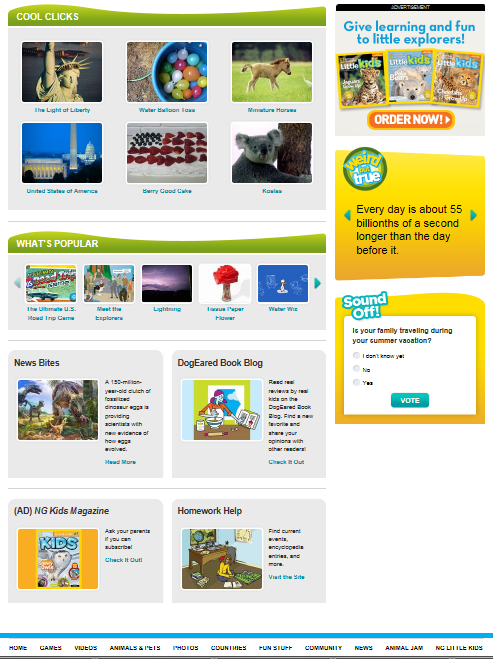 COOL CLICKS
The Light of Liberty
Water Balloon Toss
Miniature Horses
United States of America
Berry Good Cake
Koalas
WHAT'S POPULAR
The Ultimate U.S.
Road Trip Game
Meet the
Explorers
Lightning
Tissue Paper
Flower
Water Wiz
News Bites
A 150-million-
year-old clutch of
fossilized
dinosaur eggs is
providing
scientists with
new evidence of
how eggs
evolved.
Read More
DogEared Book Blog
Read real
reviews by real
kids on the
DogEared Book
Blog. Find a new
favorite and
share your
opinions with
other readers!
Check It Out
(AD) NG Kids Magazine
KIDS
Ask your parents
if you can
subscribe!
Check It Out!
Homework Help
Find current
events,
encyclopedia
entries, and
more.
Visit the Site
ADVERTISEMENT
Give learning and fun
to little explorers!
Little kids
Little kids
Little kids
ORDER NOW!
weird
but
true
Every day is about 55
billionths of a second
longer than the day
before it.
Sound
Off!
Is your family traveling during
your summer vacation?
I don't know yet
No
Yes
VOTE
HOME GAMES VIDEOS ANIMALS & PETS PHOTOS COUNTRIES FUN STUFF COMMUNITY NEWS ANIMAL JAM NG LITTLE KIDS